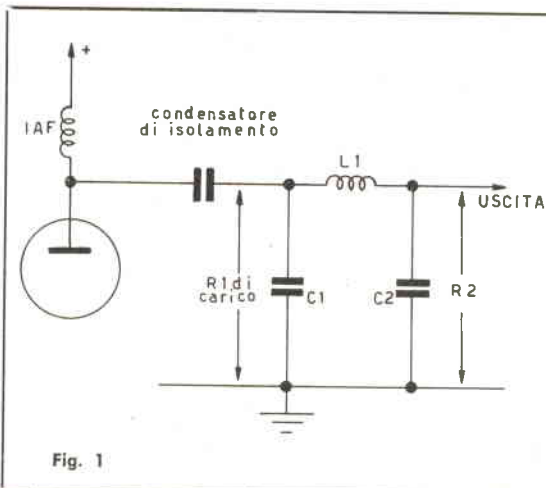 +
IAF
condensatore
di isolamento
L1
USCITA
R1 di
carico
C1
C2
R2
Fig. 1